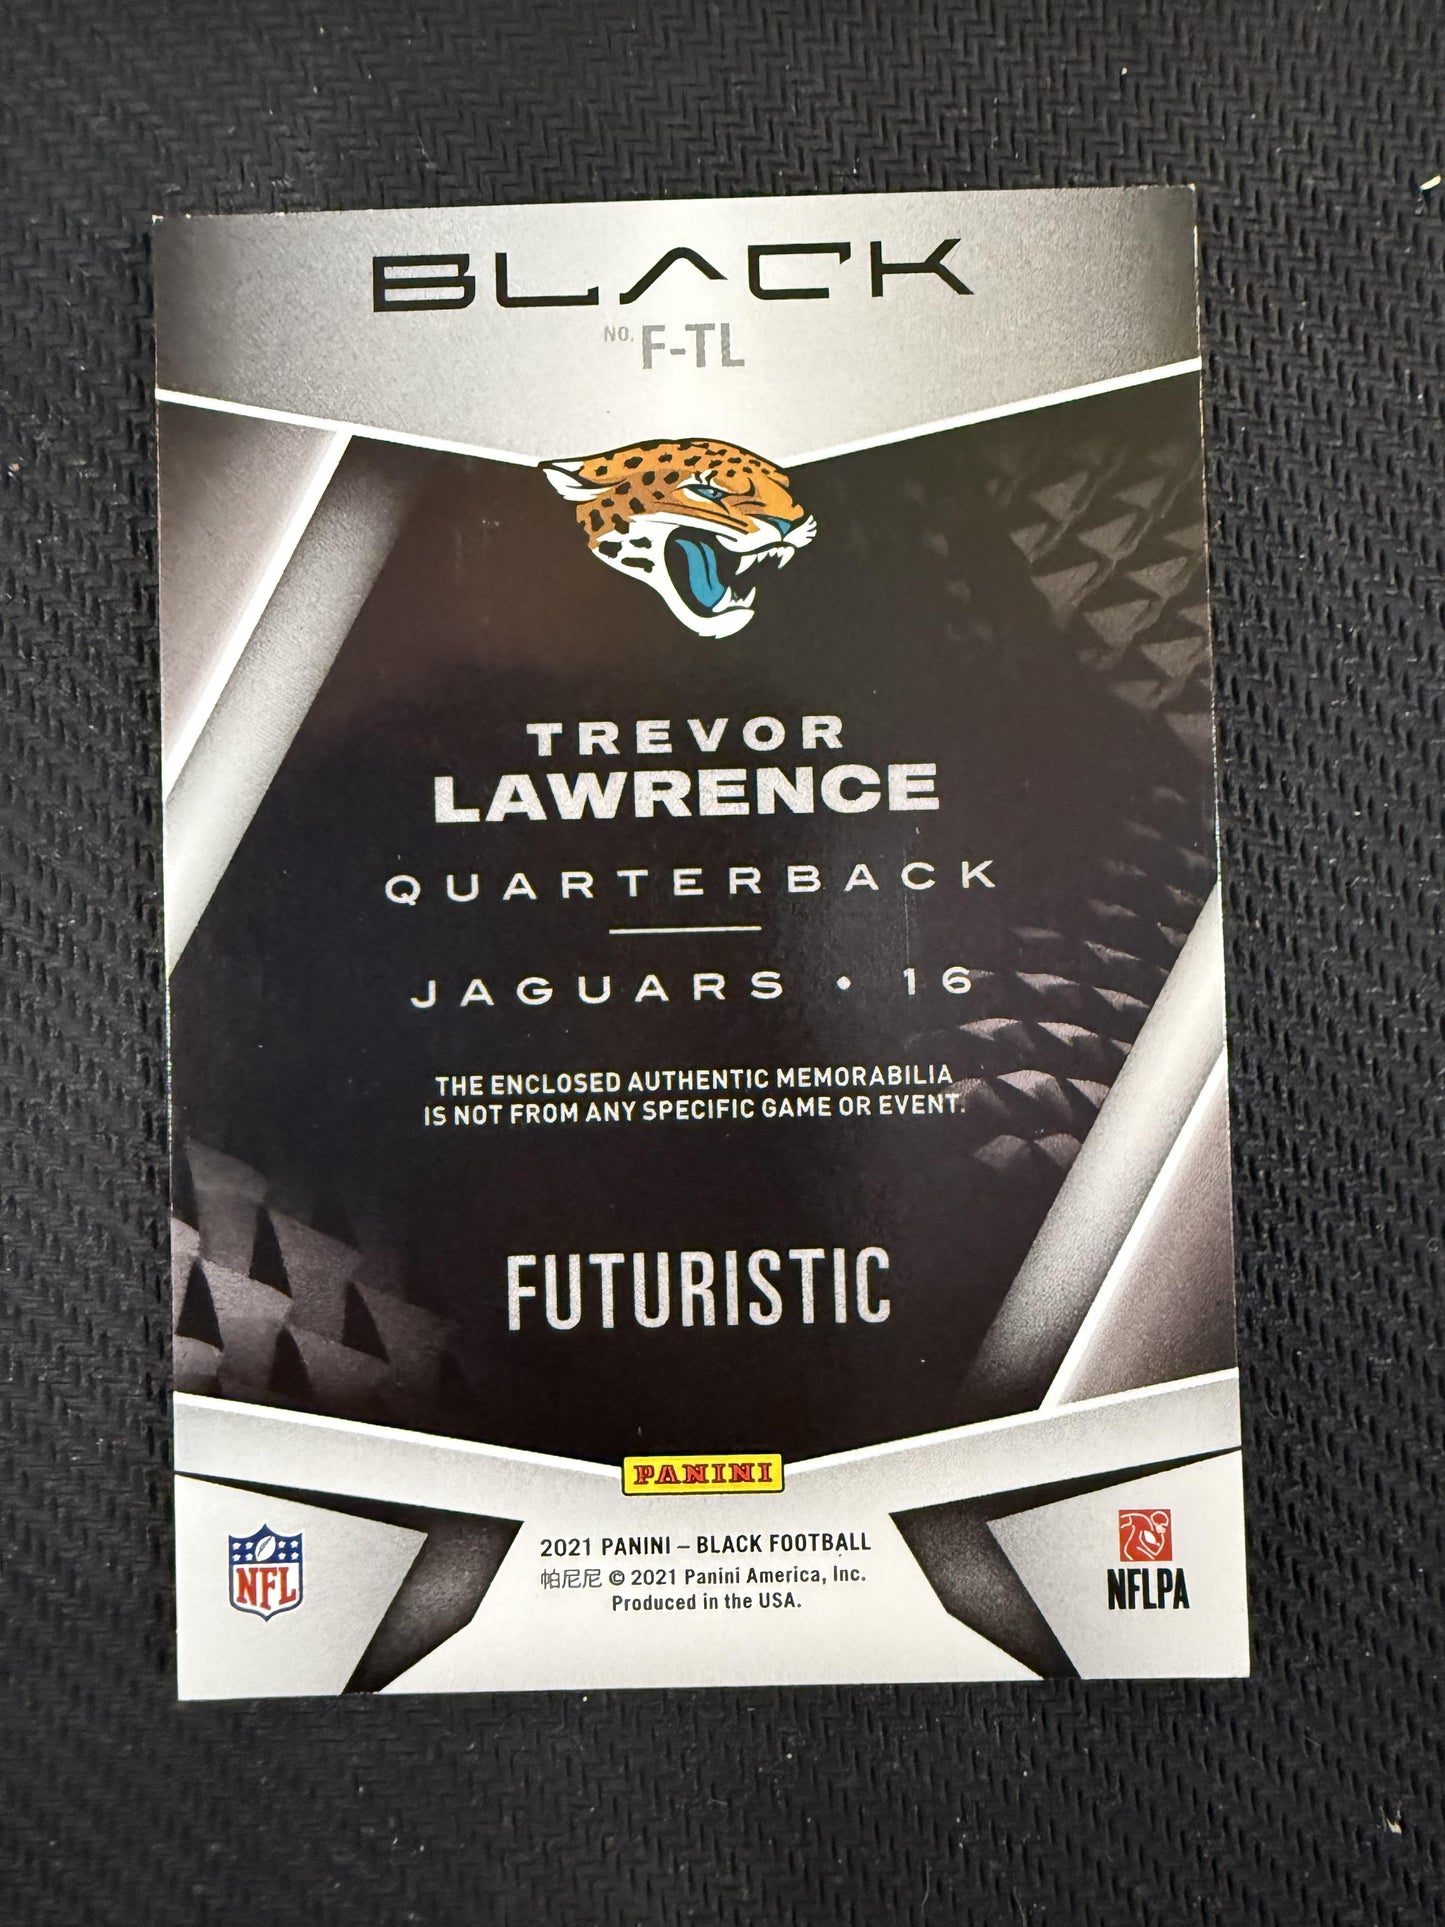 BLACK
NO. F-TL
TREVOR
LAWRENCE
QUARTERBACK
JAGUARS • 16
THE ENCLOSED AUTHENTIC MEMORABILIA
IS NOT FROM ANY SPECIFIC GAME OR EVENT.
FUTURISTIC
PANINI
2021 PANINI – BLACK FOOTBALL
帕尼尼 © 2021 Panini America, Inc.
Produced in the USA.
NFL
NFLPA